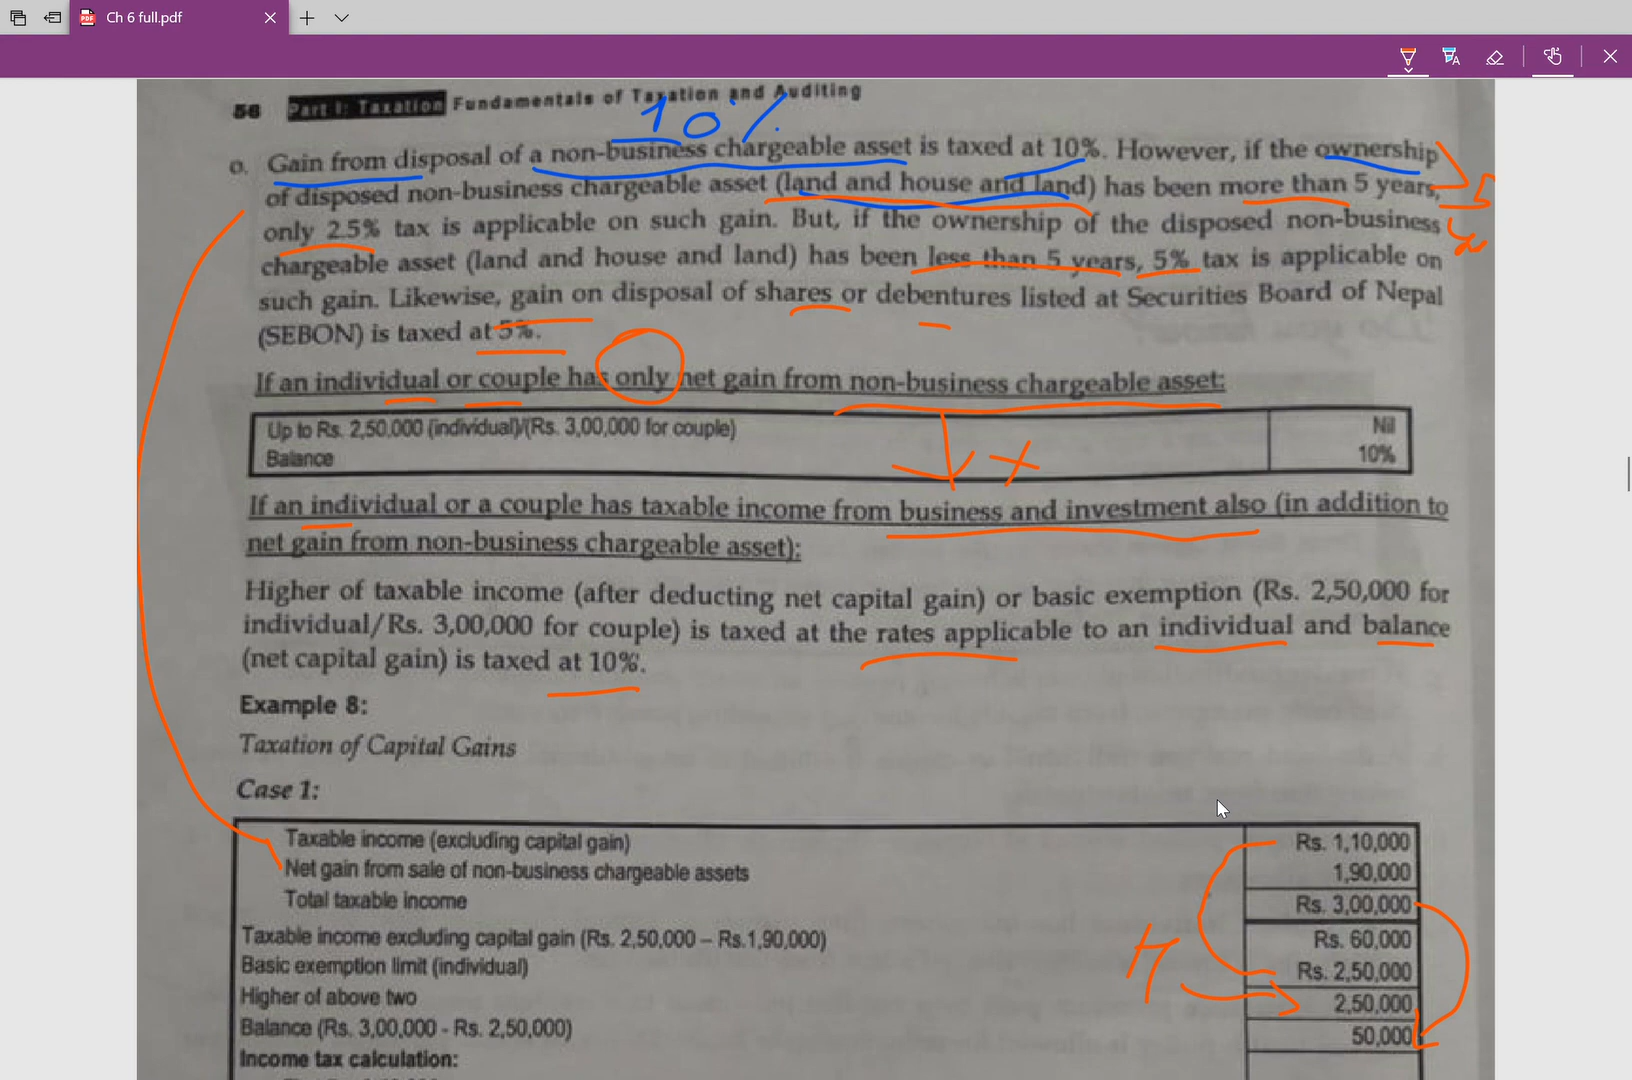 Ch 6 full.pdf
56 Part I: Taxation Fundamentals of Taxation and Auditing
10%
o. Gain from disposal of a non-business chargeable asset is taxed at 10%. However, if the ownership
of disposed non-business chargeable asset (land and house and land) has been more than 5 years,
only 2.5% tax is applicable on such gain. But, if the ownership of the disposed non-business
chargeable asset (land and house and land) has been less than 5 years, 5% tax is applicable on
such gain. Likewise, gain on disposal of shares or debentures listed at Securities Board of Nepal
(SEBON) is taxed at 5%.
If an individual or couple has only net gain from non-business chargeable asset:
Up to Rs. 2,50,000 (individual)/(Rs. 3,00,000 for couple) Nil
Balance 10%
If an individual or a couple has taxable income from business and investment also (in addition to
net gain from non-business chargeable asset):
Higher of taxable income (after deducting net capital gain) or basic exemption (Rs. 2,50,000 for
individual/Rs. 3,00,000 for couple) is taxed at the rates applicable to an individual and balance
(net capital gain) is taxed at 10%.
Example 8:
Taxation of Capital Gains
Case 1:
Taxable income (excluding capital gain) Rs. 1,10,000
Net gain from sale of non-business chargeable assets 1,90,000
Total taxable income Rs. 3,00,000
Taxable income excluding capital gain (Rs. 2,50,000 – Rs.1,90,000) Rs. 60,000
Basic exemption limit (individual) Rs. 2,50,000
Higher of above two 2,50,000
Balance (Rs. 3,00,000 - Rs. 2,50,000) 50,000
Income tax calculation: